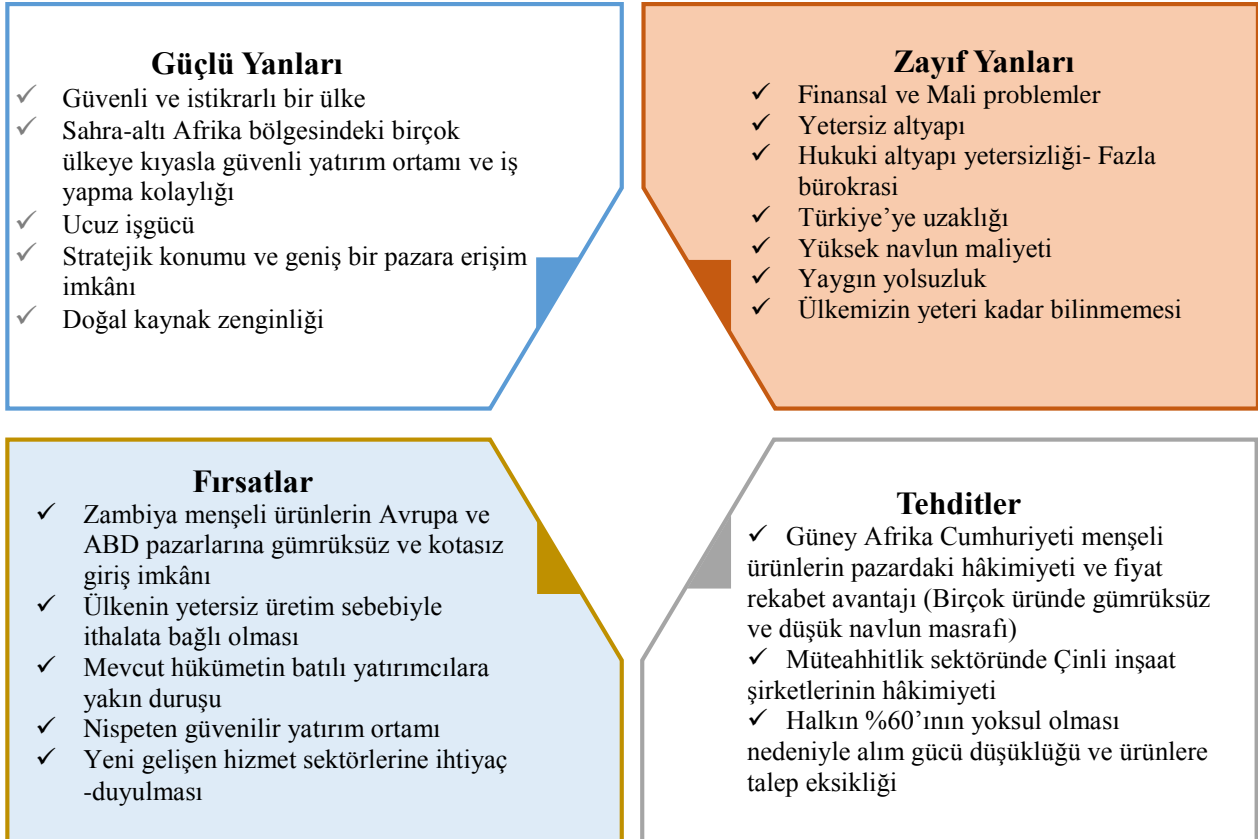 Güçlü Yanları
✓ Güvenli ve istikrarlı bir ülke
✓ Sahra-altı Afrika bölgesindeki birçok
ülkeye kıyasla güvenli yatırım ortamı ve iş
yapma kolaylığı
✓ Ucuz işgücü
✓ Stratejik konumu ve geniş bir pazara erişim
imkânı
✓ Doğal kaynak zenginliği
Zayıf Yanları
✓ Finansal ve Mali problemler
✓ Yetersiz altyapı
✓ Hukuki altyapı yetersizliği- Fazla
bürokrasi
✓ Türkiye’ye uzaklığı
✓ Yüksek navlun maliyeti
✓ Yaygın yolsuzluk
✓ Ülkemizin yeteri kadar bilinmemesi
Fırsatlar
✓ Zambiya menşeli ürünlerin Avrupa ve
ABD pazarlarına gümrüksüz ve kotasız
giriş imkânı
✓ Ülkenin yetersiz üretim sebebiyle
ithalata bağlı olması
✓ Mevcut hükümetin batılı yatırımcılara
yakın duruşu
✓ Nispeten güvenilir yatırım ortamı
✓ Yeni gelişen hizmet sektörlerine ihtiyaç
-duyulması
Tehditler
✓ Güney Afrika Cumhuriyeti menşeli
ürünlerin pazardaki hâkimiyeti ve fiyat
rekabet avantajı (Birçok üründe gümrüksüz
ve düşük navlun masrafı)
✓ Müteahhitlik sektöründe Çinli inşaat
şirketlerinin hâkimiyeti
✓ Halkın %60’ının yoksul olması
nedeniyle alım gücü düşüklüğü ve ürünlere
talep eksikliği